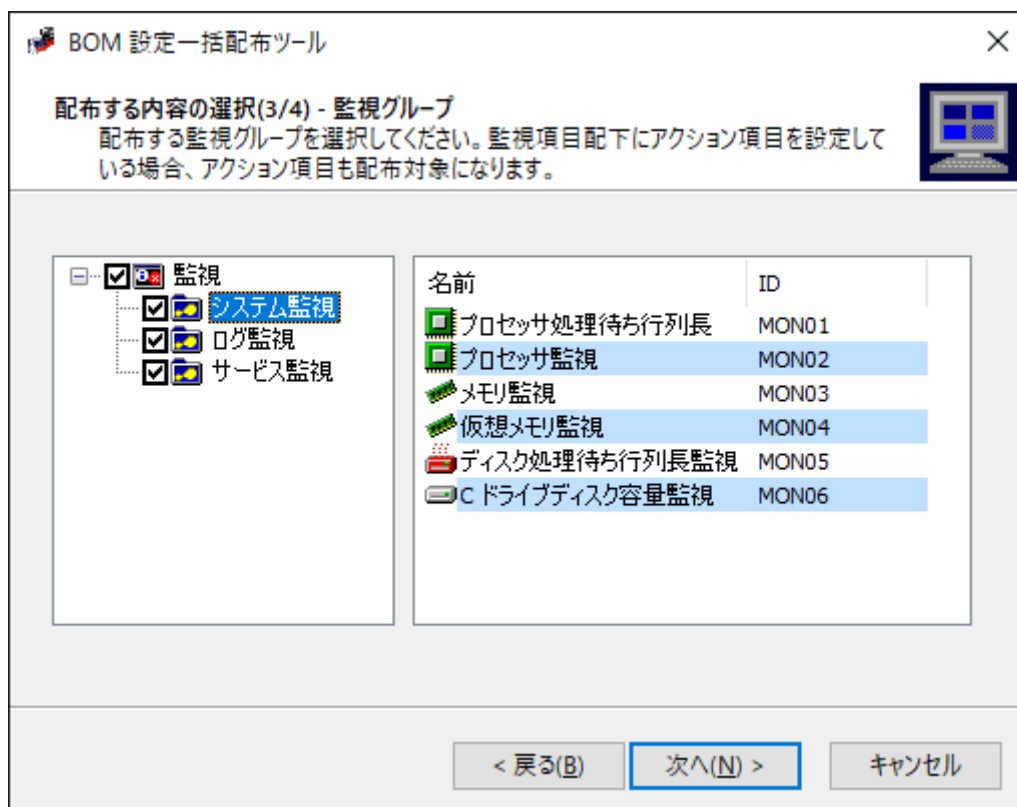 BOM 設定一括配布ツール
配布する内容の選択(3/4) - 監視グループ
配布する監視グループを選択してください。監視項目配下にアクション項目を設定して
いる場合、アクション項目も配布対象になります。
監視
システム監視
ログ監視
サービス監視
名前 ID
プロセッサ処理待ち行列長 MON01
プロセッサ監視 MON02
メモリ監視 MON03
仮想メモリ監視 MON04
ディスク処理待ち行列長監視 MON05
C ドライブディスク容量監視 MON06
< 戻る(B) 次へ(N) > キャンセル